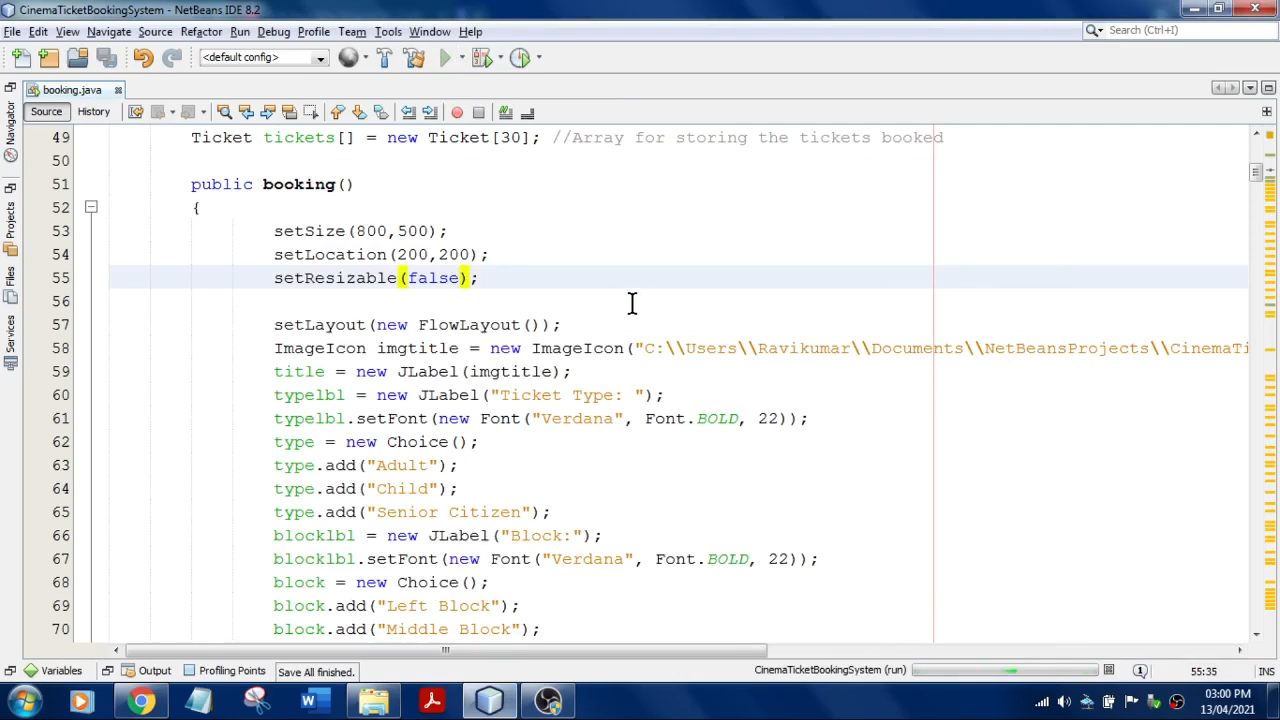 CinemaTicketBookingSystem - NetBeans IDE 8.2
File Edit View Navigate Source Refactor Run Debug Profile Team Tools Window Help
Search (Ctrl+I)
<default config>
booking.java
Source History
Navigator
Projects
Files
Services
49 Ticket tickets[] = new Ticket[30]; //Array for storing the tickets booked
50
51 public booking()
52 {
53 setSize(800,500);
54 setLocation(200,200);
55 setResizable(false);
56
57 setLayout(new FlowLayout());
58 ImageIcon imgtitle = new ImageIcon("C:\\Users\\Ravikumar\\Documents\\NetBeansProjects\\CinemaTi
59 title = new JLabel(imgtitle);
60 typelbl = new JLabel("Ticket Type: ");
61 typelbl.setFont(new Font("Verdana", Font.BOLD, 22));
62 type = new Choice();
63 type.add("Adult");
64 type.add("Child");
65 type.add("Senior Citizen");
66 blocklbl = new JLabel("Block:");
67 blocklbl.setFont(new Font("Verdana", Font.BOLD, 22));
68 block = new Choice();
69 block.add("Left Block");
70 block.add("Middle Block");
Variables Output Profiling Points Save All finished. CinemaTicketBookingSystem (run) 55:35 INS
03:00 PM
13/04/2021